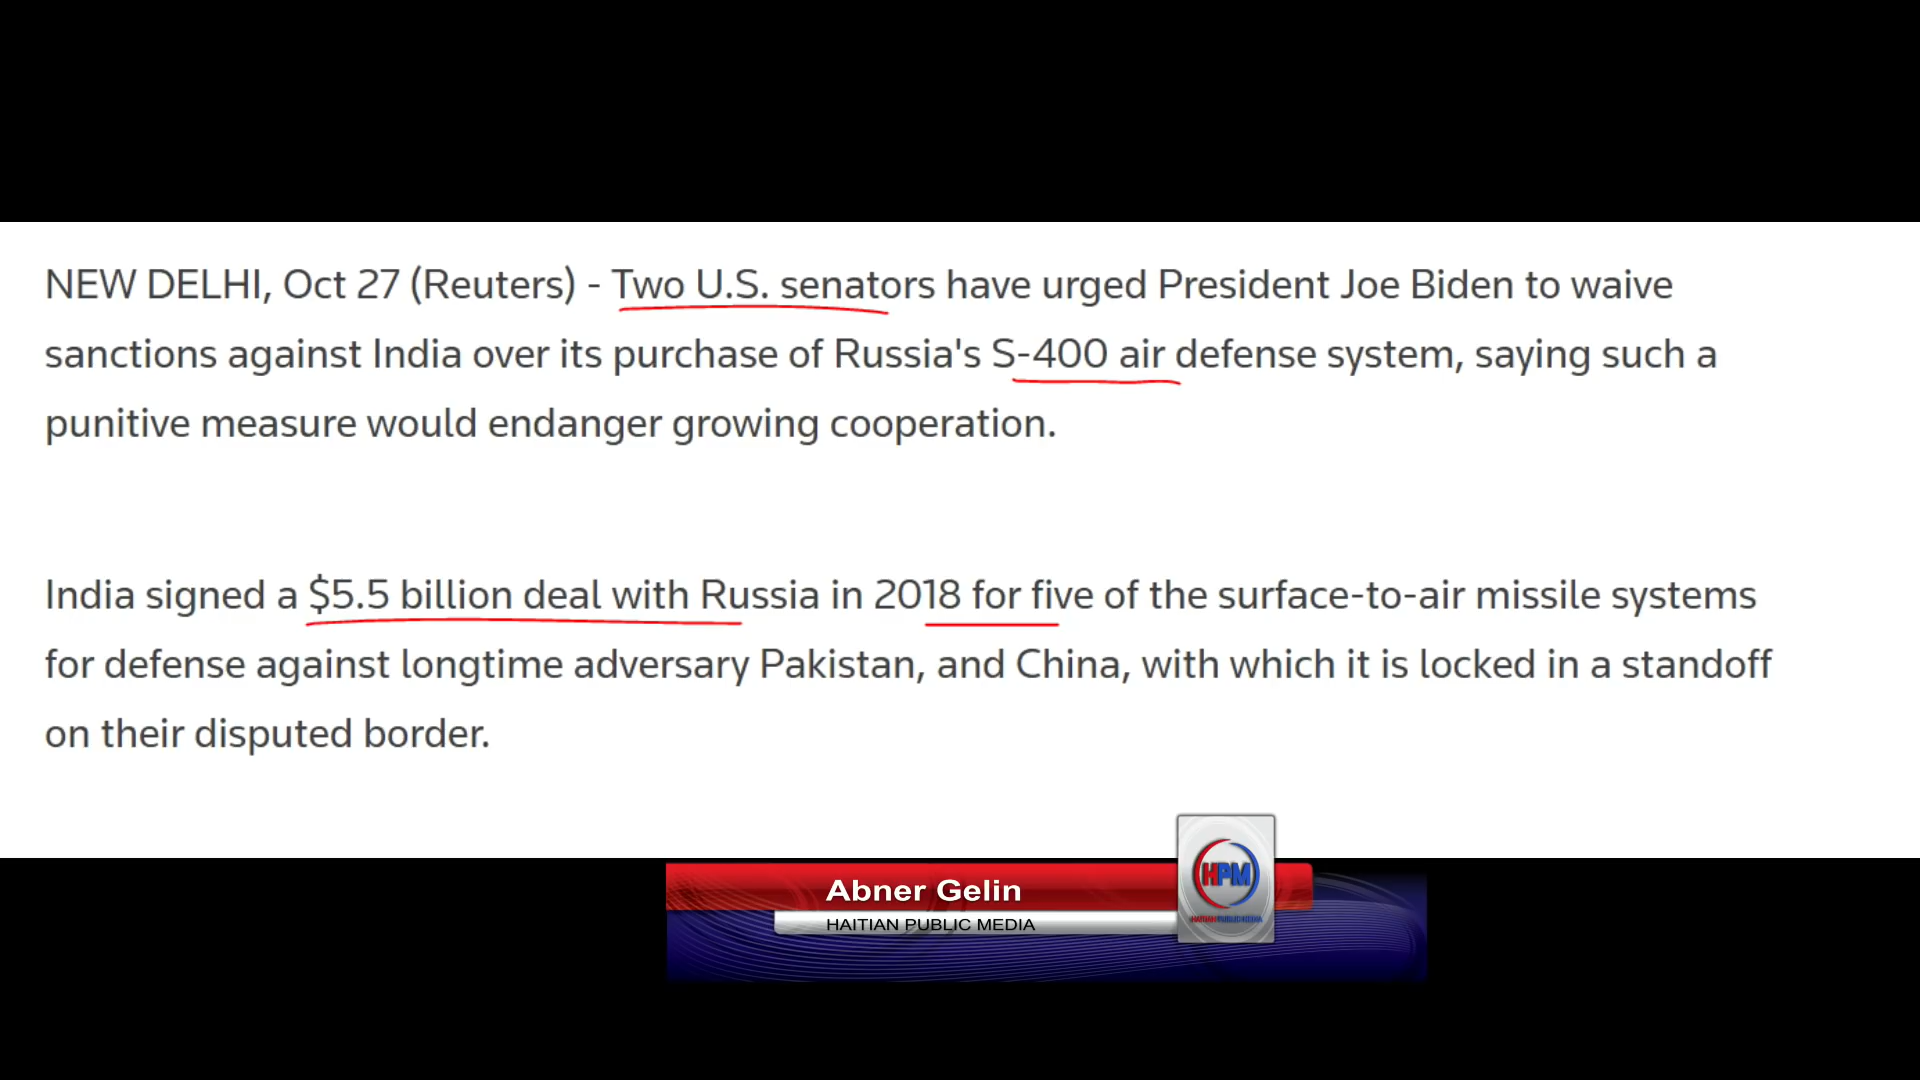 NEW DELHI, Oct 27 (Reuters) - Two U.S. senators have urged President Joe Biden to waive
sanctions against India over its purchase of Russia's S-400 air defense system, saying such a
punitive measure would endanger growing cooperation.
India signed a $5.5 billion deal with Russia in 2018 for five of the surface-to-air missile systems
for defense against longtime adversary Pakistan, and China, with which it is locked in a standoff
on their disputed border.
Abner Gelin
HAITIAN PUBLIC MEDIA
HPM
HAITIAN PUBLIC MEDIA